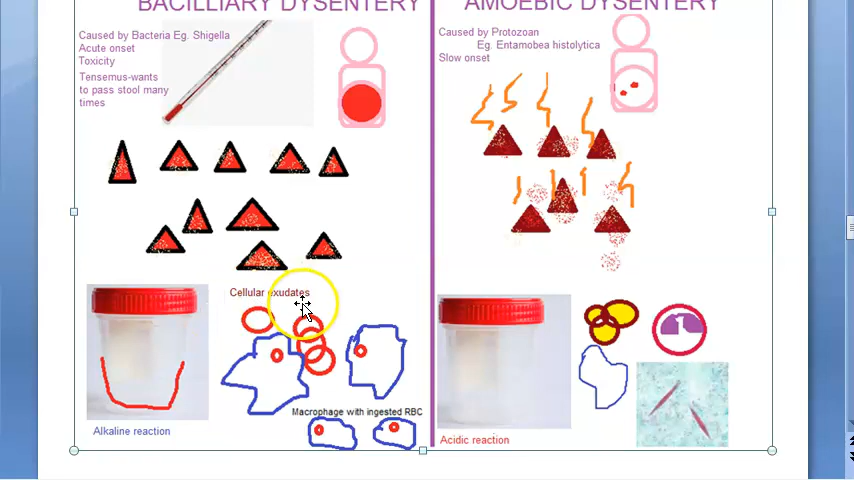 BACILLIARY DYSENTERY
AMOEBIC DYSENTERY
Caused by Bacteria Eg. Shigella
Acute onset
Toxicity
Tensemus-wants
to pass stool many
times
Caused by Protozoan
Eg. Entamobea histolytica
Slow onset
Cellular exudates
Macrophage with ingested RBC
Alkaline reaction
Acidic reaction